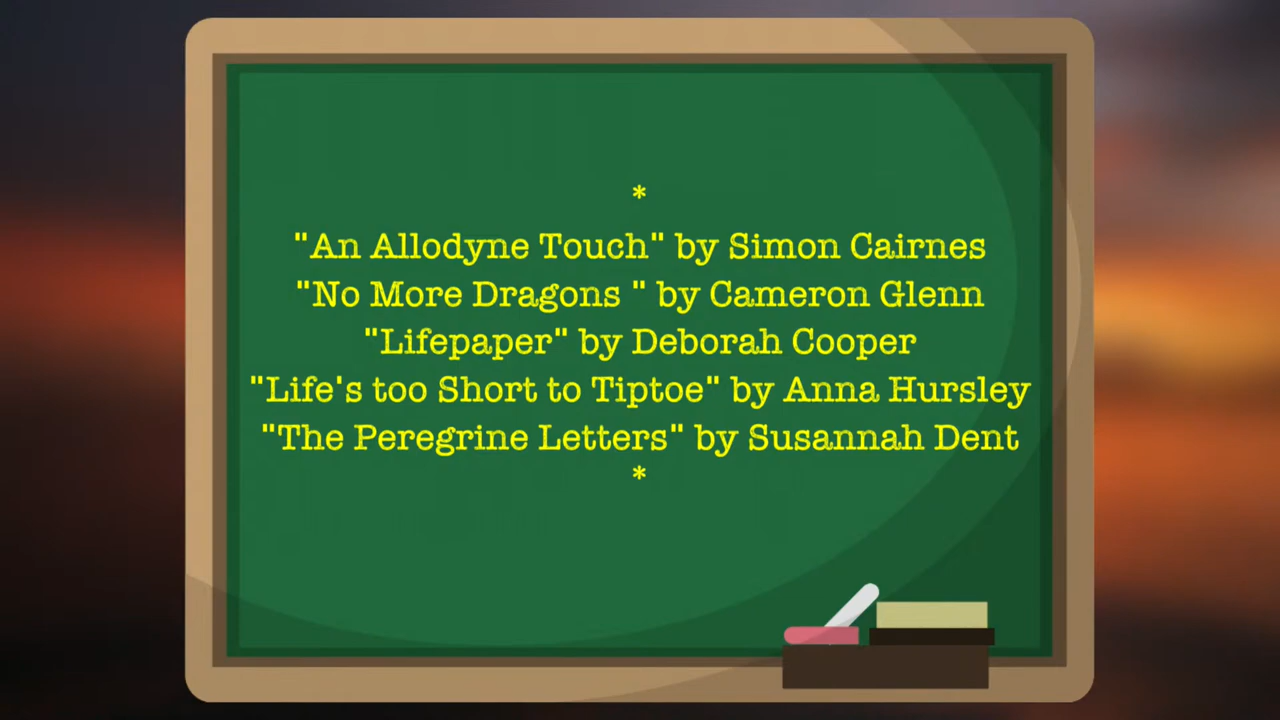 *
"An Allodyne Touch" by Simon Cairnes
"No More Dragons " by Cameron Glenn
"Lifepaper" by Deborah Cooper
"Life's too Short to Tiptoe" by Anna Hursley
"The Peregrine Letters" by Susannah Dent
*